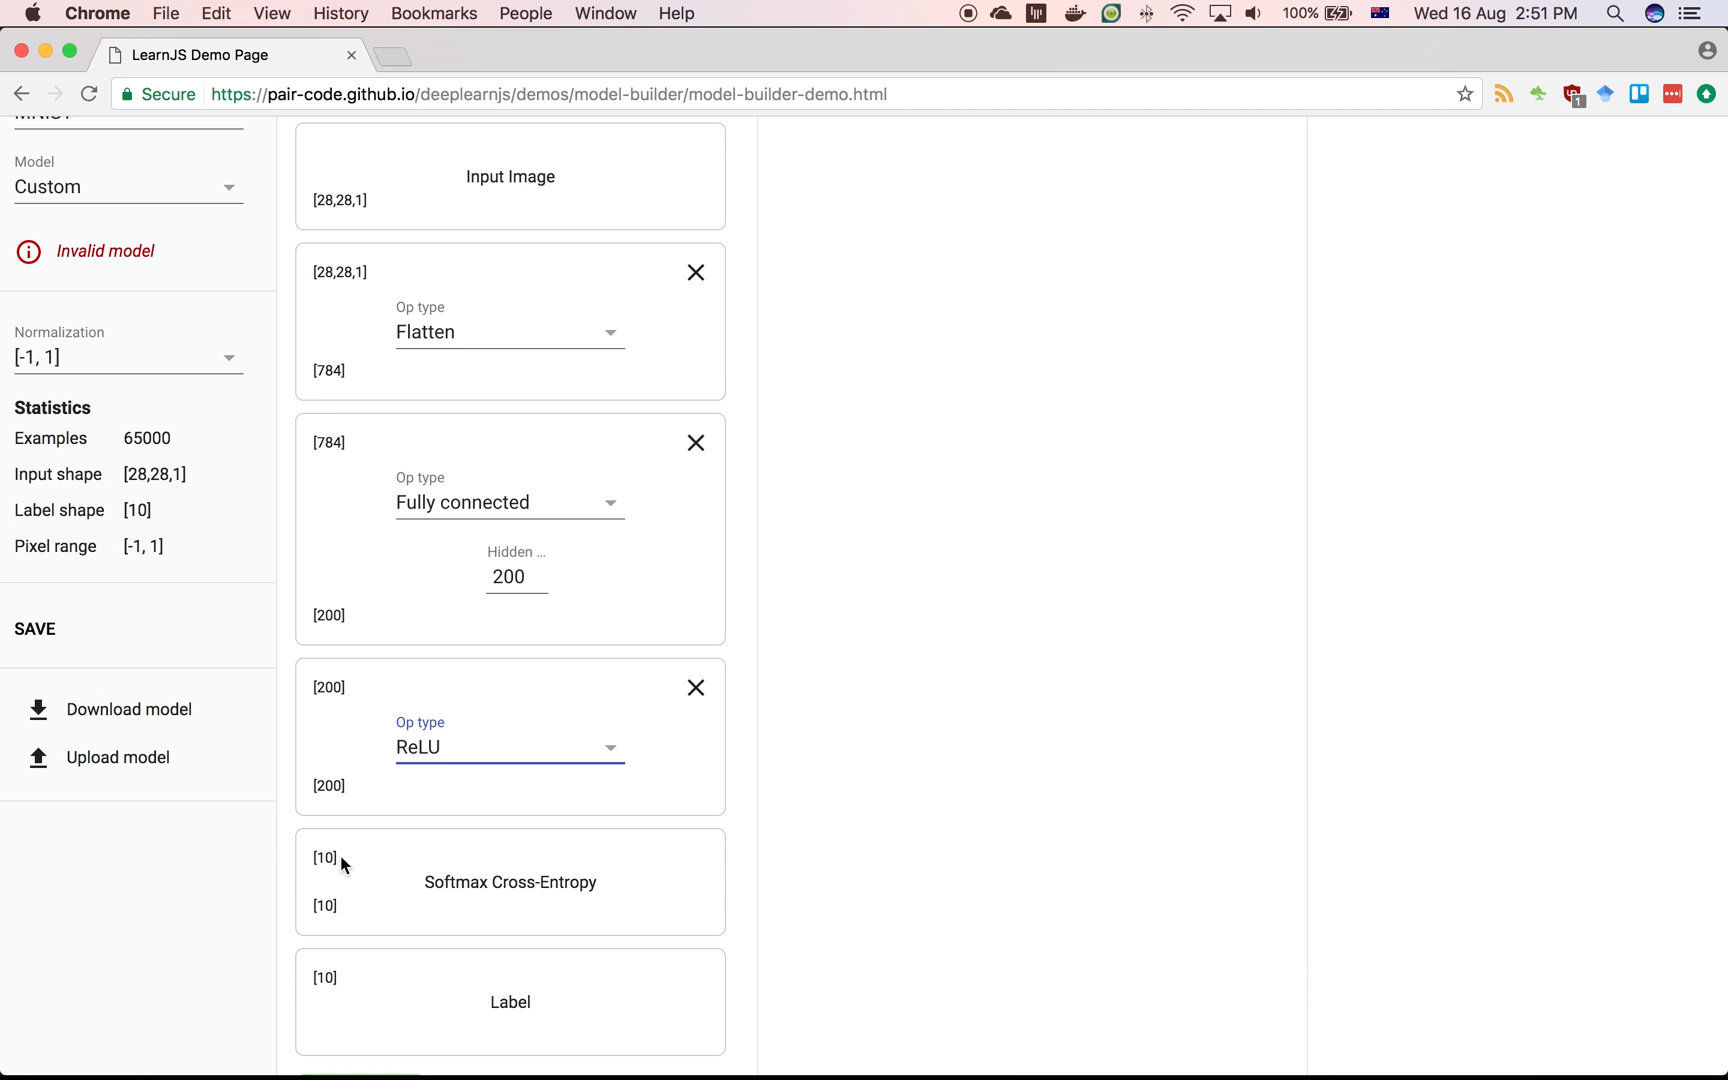 Chrome File Edit View History Bookmarks People Window Help 100% Wed 16 Aug 2:51 PM
LearnJS Demo Page
Secure https://pair-code.github.io/deeplearnjs/demos/model-builder/model-builder-demo.html
1
MNIST
Model
Custom
Invalid model
Normalization
[-1, 1]
Statistics
Examples 65000
Input shape [28,28,1]
Label shape [10]
Pixel range [-1, 1]
SAVE
Download model
Upload model
Input Image
[28,28,1]
[28,28,1]
Op type
Flatten
[784]
[784]
Op type
Fully connected
Hidden ...
200
[200]
[200]
Op type
ReLU
[200]
[10]
Softmax Cross-Entropy
[10]
[10]
Label